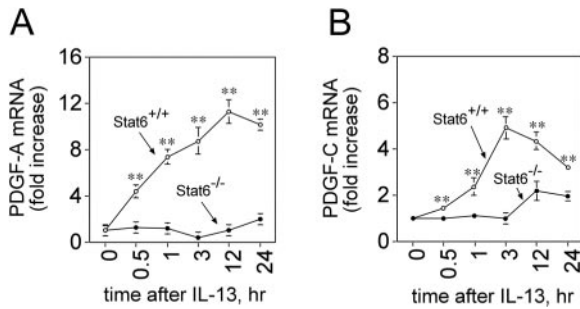 A
PDGF-A mRNA
(fold increase)
16
12
8
4
0
Stat6+/+
Stat6-/-
**
**
**
**
**
0
0.5
1
3
12
24
time after IL-13, hr
B
PDGF-C mRNA
(fold increase)
8
6
4
2
0
Stat6+/+
Stat6-/-
**
**
**
**
**
0
0.5
1
3
12
24
time after IL-13, hr